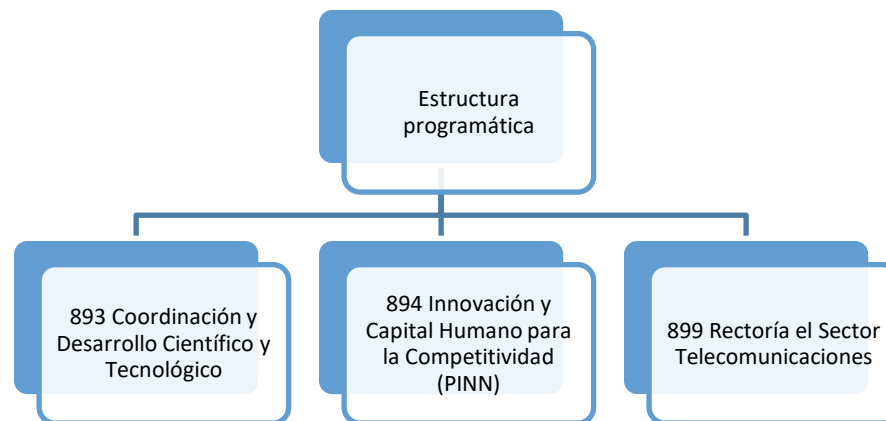 Estructura
programática
893 Coordinación y
Desarrollo Científico y
Tecnológico
894 Innovación y
Capital Humano para
la Competitividad
(PINN)
899 Rectoría el Sector
Telecomunicaciones